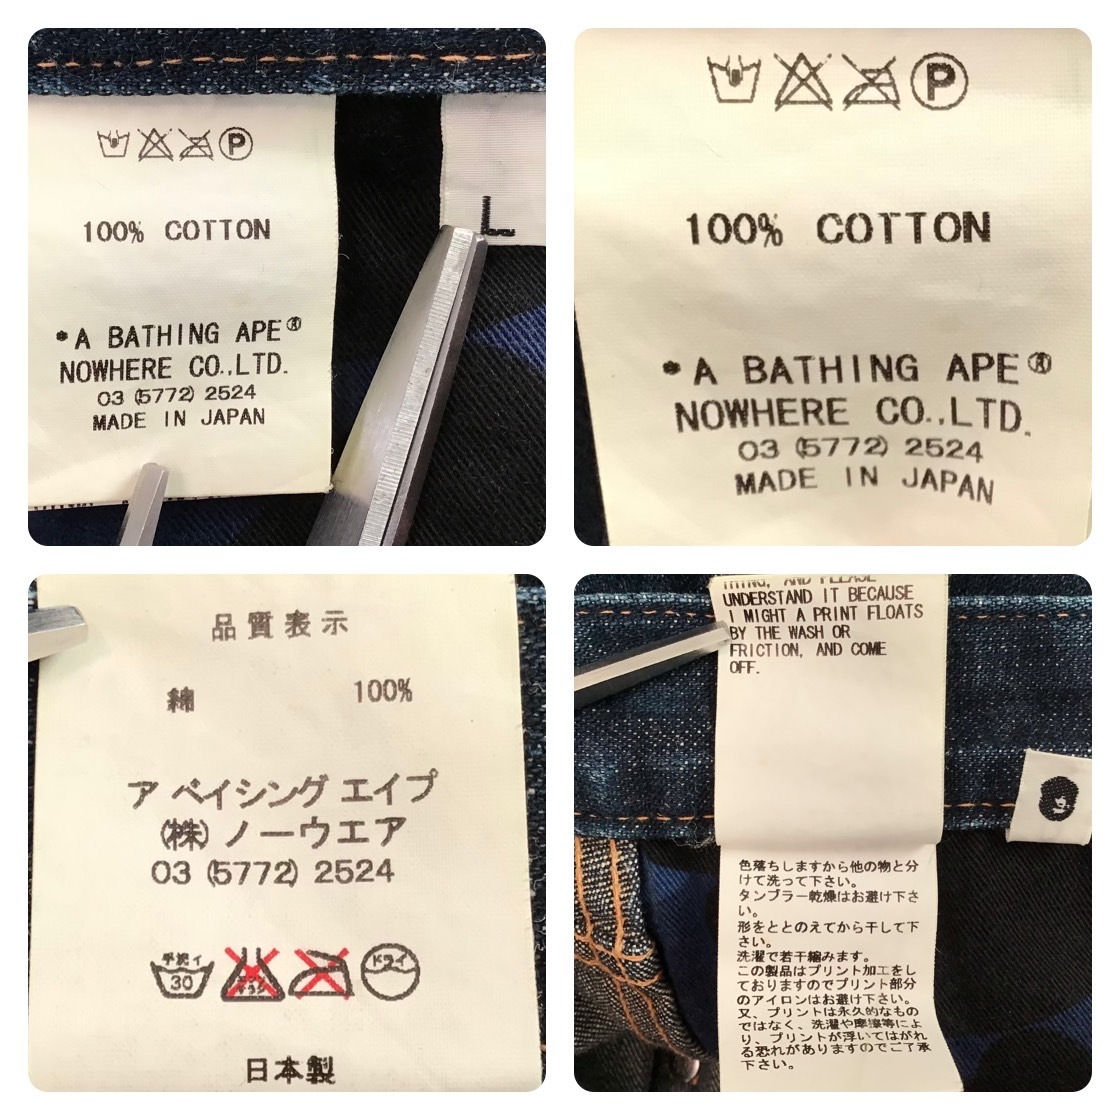 P
100% COTTON
*A BATHING APE®
NOWHERE CO.,LTD.
03 (5772) 2524
MADE IN JAPAN
L
P
100% COTTON
*A BATHING APE®
NOWHERE CO.,LTD.
03 (5772) 2524
MADE IN JAPAN
品質表示
綿 100%
ア ベイシング エイプ
(株) ノーウエア
03 (5772) 2524
手洗イ
30
エンソ
サラシ
ドライ
日本製
THING, AND PLEASE
UNDERSTAND IT BECAUSE
I MIGHT A PRINT FLOATS
BY THE WASH OR
FRICTION, AND COME
OFF.
色落ちしますから他の物と分
けて洗って下さい。
タンブラー乾燥はお避け下さ
い。
形をととのえてから干して下
さい。
洗濯で若干縮みます。
この製品はプリント加工をし
ておりますのでプリント部分
のアイロンはお避け下さい。
又、プリントは永久的なもの
ではなく、洗濯や摩擦等によ
り、プリントが浮いてはがれ
る恐れがありますのでご了承
下さい。